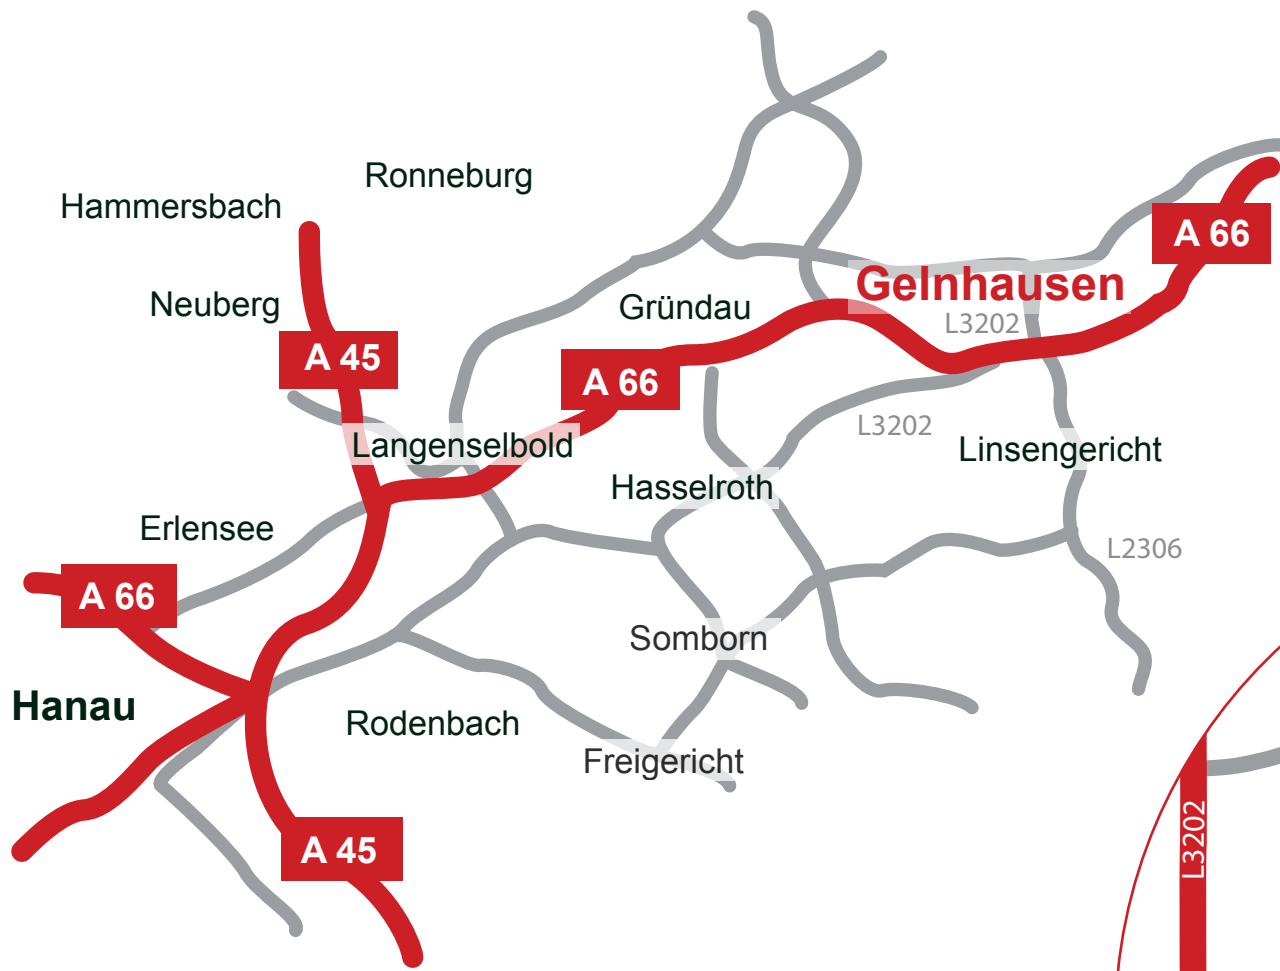 Ronneburg
Hammersbach
A 66
Gelnhausen
Neuberg
Gründau
L3202
A 45
A 66
L3202
Langenselbold
Linsengericht
Hasselroth
Erlensee
L2306
A 66
Somborn
Hanau
Rodenbach
Freigericht
L3202
A 45